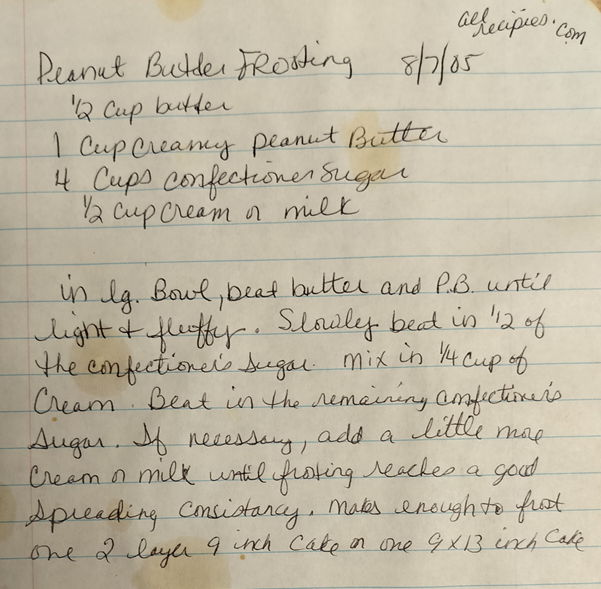 allrecipies.com
Peanut Butter Frosting 8/7/05
1/2 cup butter
1 Cup Creamy Peanut Butter
4 Cups confectioner Sugar
1/2 cup cream or milk
in lg. Bowl, beat butter and P.B. until
light & fluffy. Slowley beat in 1/2 of
the confectioner's sugar. mix in 1/4 cup of
Cream. Beat in the remaining confectioner's
sugar. If necessary, add a little more
cream or milk until frosting reaches a good
spreading consistancy. makes enough to frost
one 2 layer 9 inch cake or one 9x13 inch cake